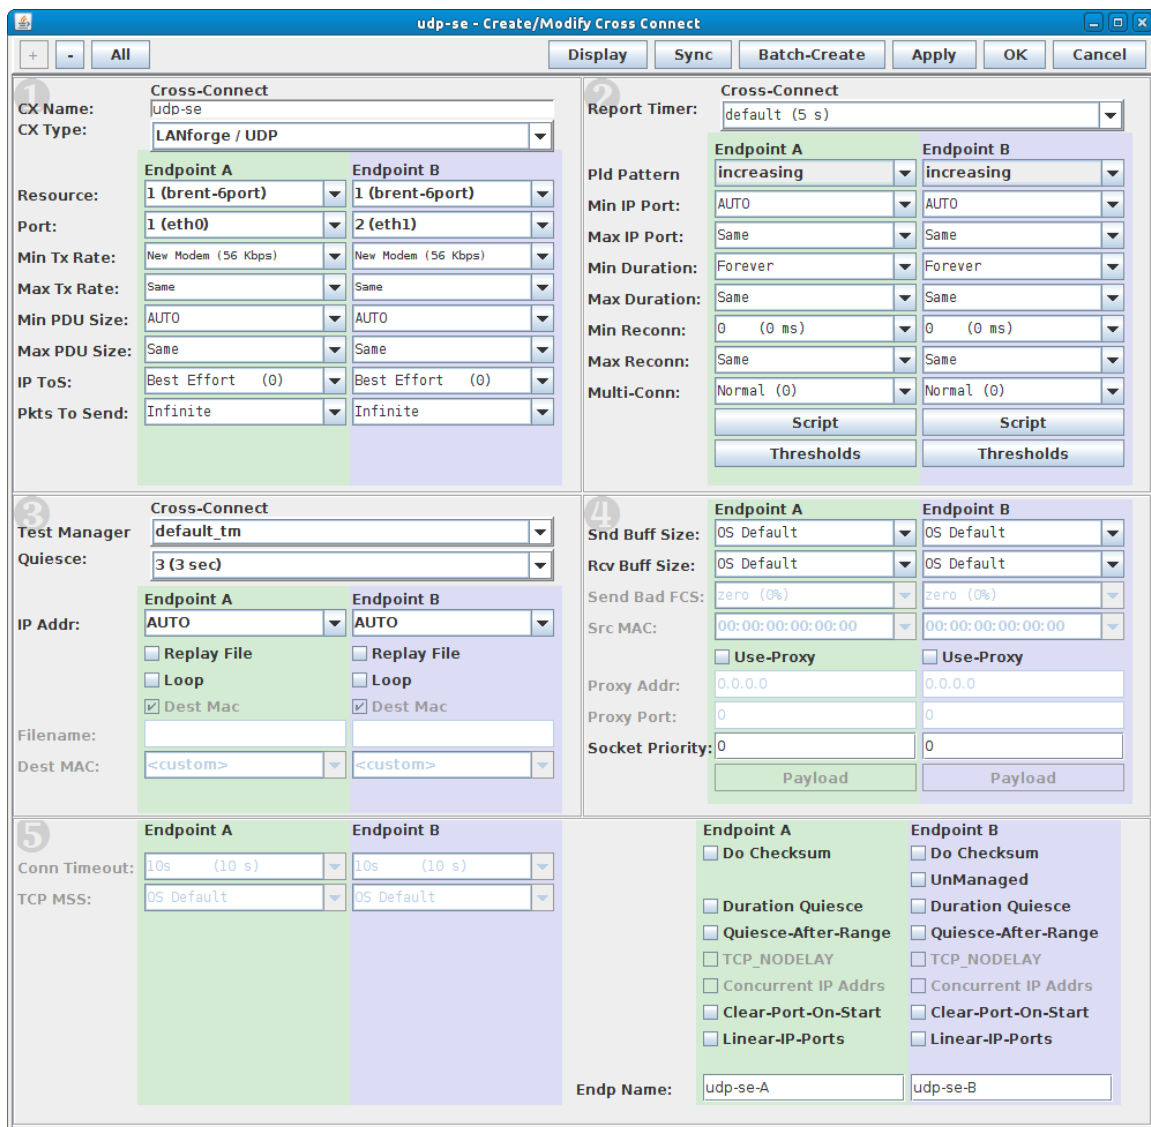 udp-se - Create/Modify Cross Connect
+ - All Display Sync Batch-Create Apply OK Cancel
1
Cross-Connect
CX Name: udp-se
CX Type: LANforge / UDP
Endpoint A Endpoint B
Resource: 1 (brent-6port) 1 (brent-6port)
Port: 1 (eth0) 2 (eth1)
Min Tx Rate: New Modem (56 Kbps) New Modem (56 Kbps)
Max Tx Rate: Same Same
Min PDU Size: AUTO AUTO
Max PDU Size: Same Same
IP ToS: Best Effort (0) Best Effort (0)
Pkts To Send: Infinite Infinite
2
Cross-Connect
Report Timer: default (5 s)
Endpoint A Endpoint B
Pld Pattern increasing increasing
Min IP Port: AUTO AUTO
Max IP Port: Same Same
Min Duration: Forever Forever
Max Duration: Same Same
Min Reconn: 0 (0 ms) 0 (0 ms)
Max Reconn: Same Same
Multi-Conn: Normal (0) Normal (0)
Script Script
Thresholds Thresholds
3
Cross-Connect
Test Manager default_tm
Quiesce: 3 (3 sec)
Endpoint A Endpoint B
IP Addr: AUTO AUTO
Replay File Replay File
Loop Loop
Dest Mac Dest Mac
Filename:
Dest MAC: <custom> <custom>
4
Endpoint A Endpoint B
Snd Buff Size: OS Default OS Default
Rcv Buff Size: OS Default OS Default
Send Bad FCS: zero (0%) zero (0%)
Src MAC: 00:00:00:00:00:00 00:00:00:00:00:00
Use-Proxy Use-Proxy
Proxy Addr: 0.0.0.0 0.0.0.0
Proxy Port: 0 0
Socket Priority: 0 0
Payload Payload
5
Endpoint A Endpoint B
Conn Timeout: 10s (10 s) 10s (10 s)
TCP MSS: OS Default OS Default
Endpoint A Endpoint B
Do Checksum Do Checksum
UnManaged
Duration Quiesce Duration Quiesce
Quiesce-After-Range Quiesce-After-Range
TCP_NODELAY TCP_NODELAY
Concurrent IP Addrs Concurrent IP Addrs
Clear-Port-On-Start Clear-Port-On-Start
Linear-IP-Ports Linear-IP-Ports
Endp Name: udp-se-A udp-se-B